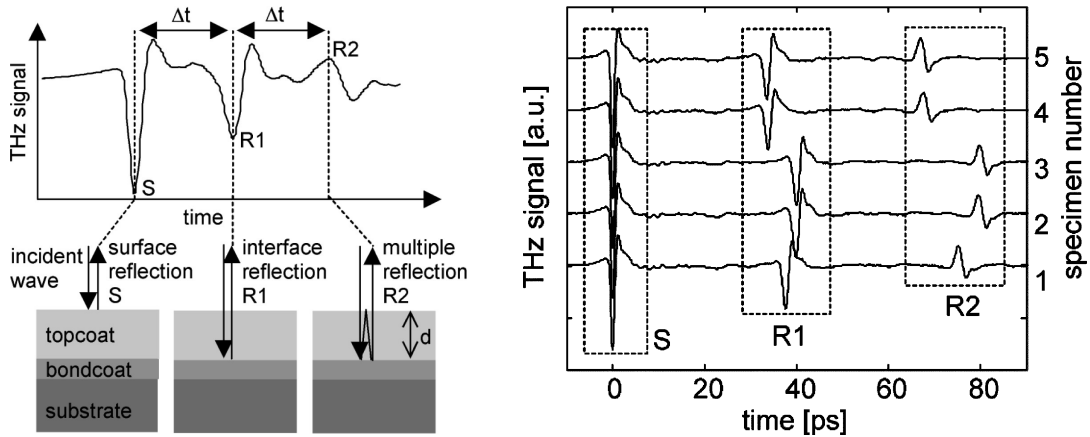 Δt
Δt
R2
THz signal
R1
S
time
incident wave
surface reflection
S
interface reflection
R1
multiple reflection
R2
topcoat
d
bondcoat
substrate
THz signal [a.u.]
5
4
3
2
1
specimen number
S
R1
R2
0
20
40
60
80
time [ps]